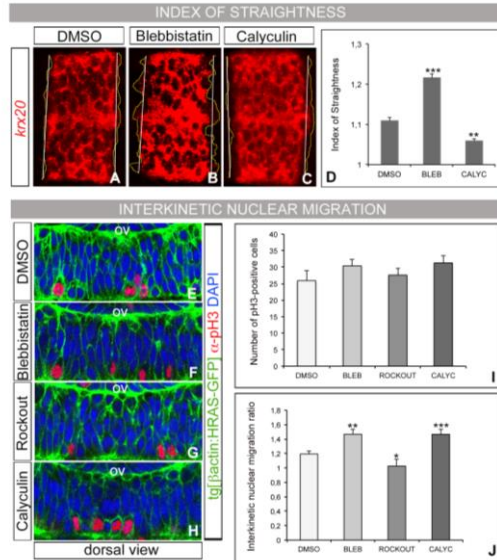 INDEX OF STRAIGHTNESS
DMSO
Blebbistatin
Calyculin
krx20
A
B
C
Index of Straightness
1,3
1,2
1,1
1
***
**
DMSO
BLEB
CALYC
D
INTERKINETIC NUCLEAR MIGRATION
DMSO
OV
E
Blebbistatin
F
Rockout
OV
G
Calyculin
OV
H
dorsal view
tg[βactin:HRAS-GFP] α-pH3 DAPI
Number of pH3-positive cells
40
35
30
25
20
15
10
5
0
DMSO
BLEB
ROCKOUT
CALYC
I
Interkinetic nuclear migration ratio
1,8
1,6
1,4
1,2
1
0,8
0,6
0,4
0,2
0
**
*
***
DMSO
BLEB
ROCKOUT
CALYC
J